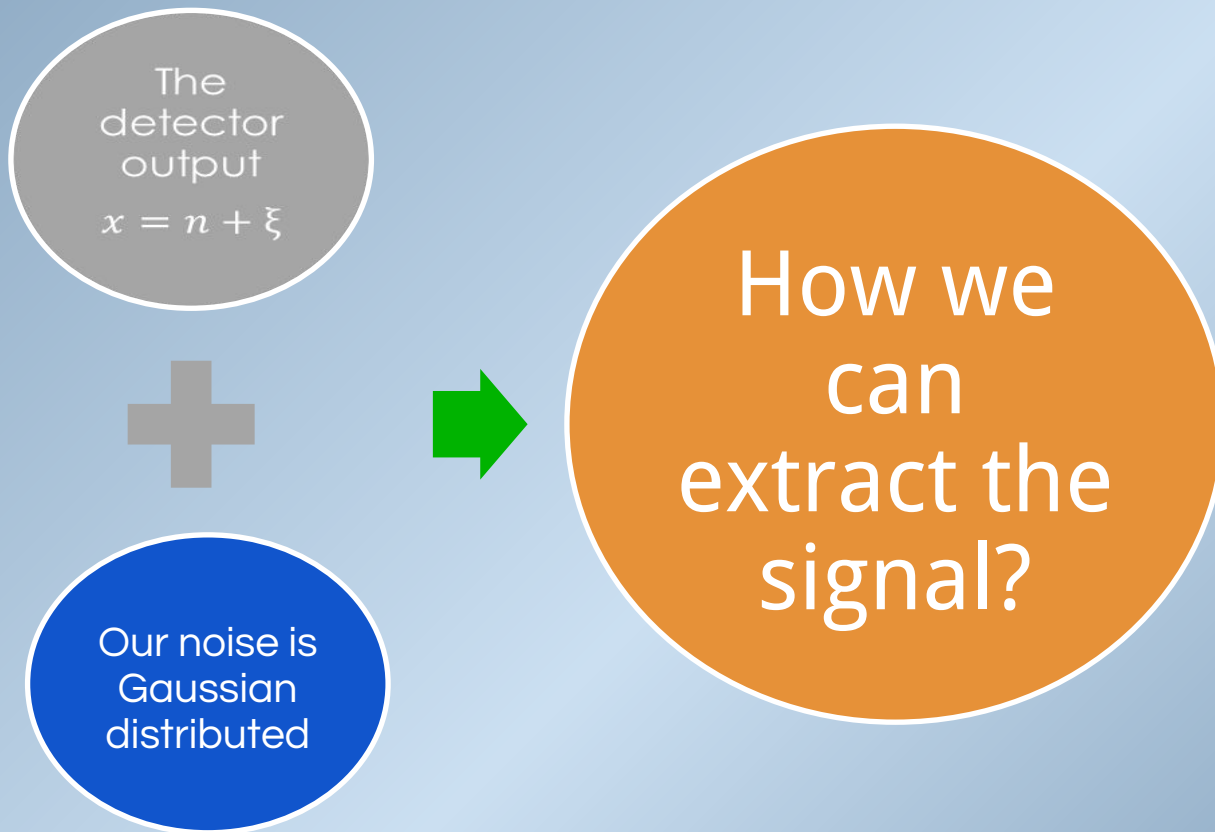 The
detector
output
x = n + ξ
Our noise is
Gaussian
distributed
How we
can
extract the
signal?